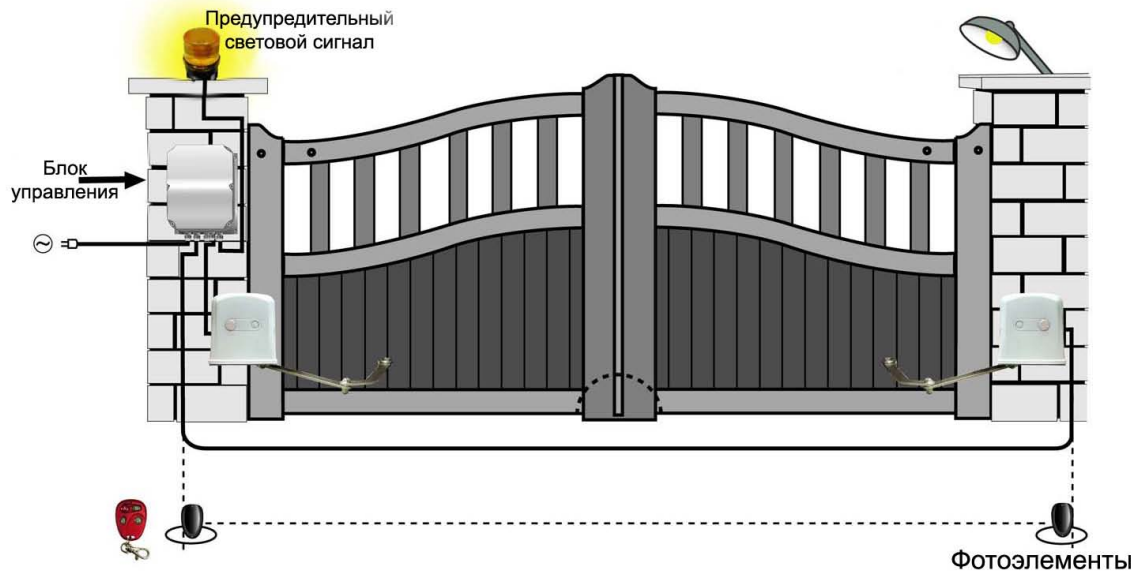 Предупредительный
световой сигнал
Блок
управления
Фотоэлементы